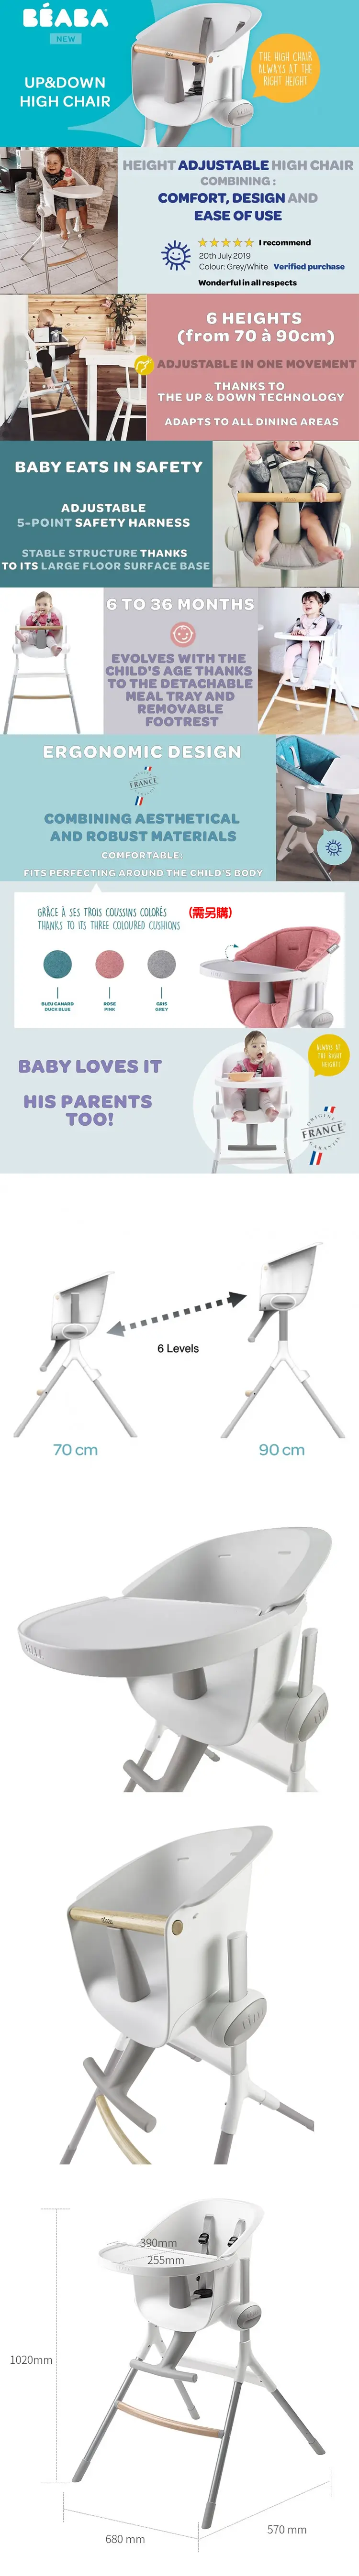 BÉABA
NEW
UP&DOWN
HIGH CHAIR
THE HIGH CHAIR
ALWAYS AT THE
RIGHT HEIGHT
HEIGHT ADJUSTABLE HIGH CHAIR
COMBINING :
COMFORT, DESIGN AND
EASE OF USE
I recommend
20th July 2019
Colour: Grey/White Verified purchase
Wonderful in all respects
6 HEIGHTS
(from 70 à 90cm)
ADJUSTABLE IN ONE MOVEMENT
THANKS TO
THE UP & DOWN TECHNOLOGY
ADAPTS TO ALL DINING AREAS
BABY EATS IN SAFETY
ADJUSTABLE
5-POINT SAFETY HARNESS
STABLE STRUCTURE THANKS
TO ITS LARGE FLOOR SURFACE BASE
6 TO 36 MONTHS
EVOLVES WITH THE
CHILD'S AGE THANKS
TO THE DETACHABLE
MEAL TRAY AND
REMOVABLE
FOOTREST
ERGONOMIC DESIGN
FRANCE
COMBINING AESTHETICAL
AND ROBUST MATERIALS
COMFORTABLE:
FITS PERFECTING AROUND THE CHILD'S BODY
GRÂCE À SES TROIS COUSSINS COLORÉS (需另購)
THANKS TO ITS THREE COLOURED CUSHIONS
BLEU CANARD
DUCK BLUE
ROSE
PINK
GRIS
GREY
BABY LOVES IT
HIS PARENTS
TOO!
ALWAYS AT
THE RIGHT
HEIGHT!
ORIGINE
FRANCE
GARANTIE
6 Levels
70 cm
90 cm
390mm
255mm
1020mm
680 mm
570 mm